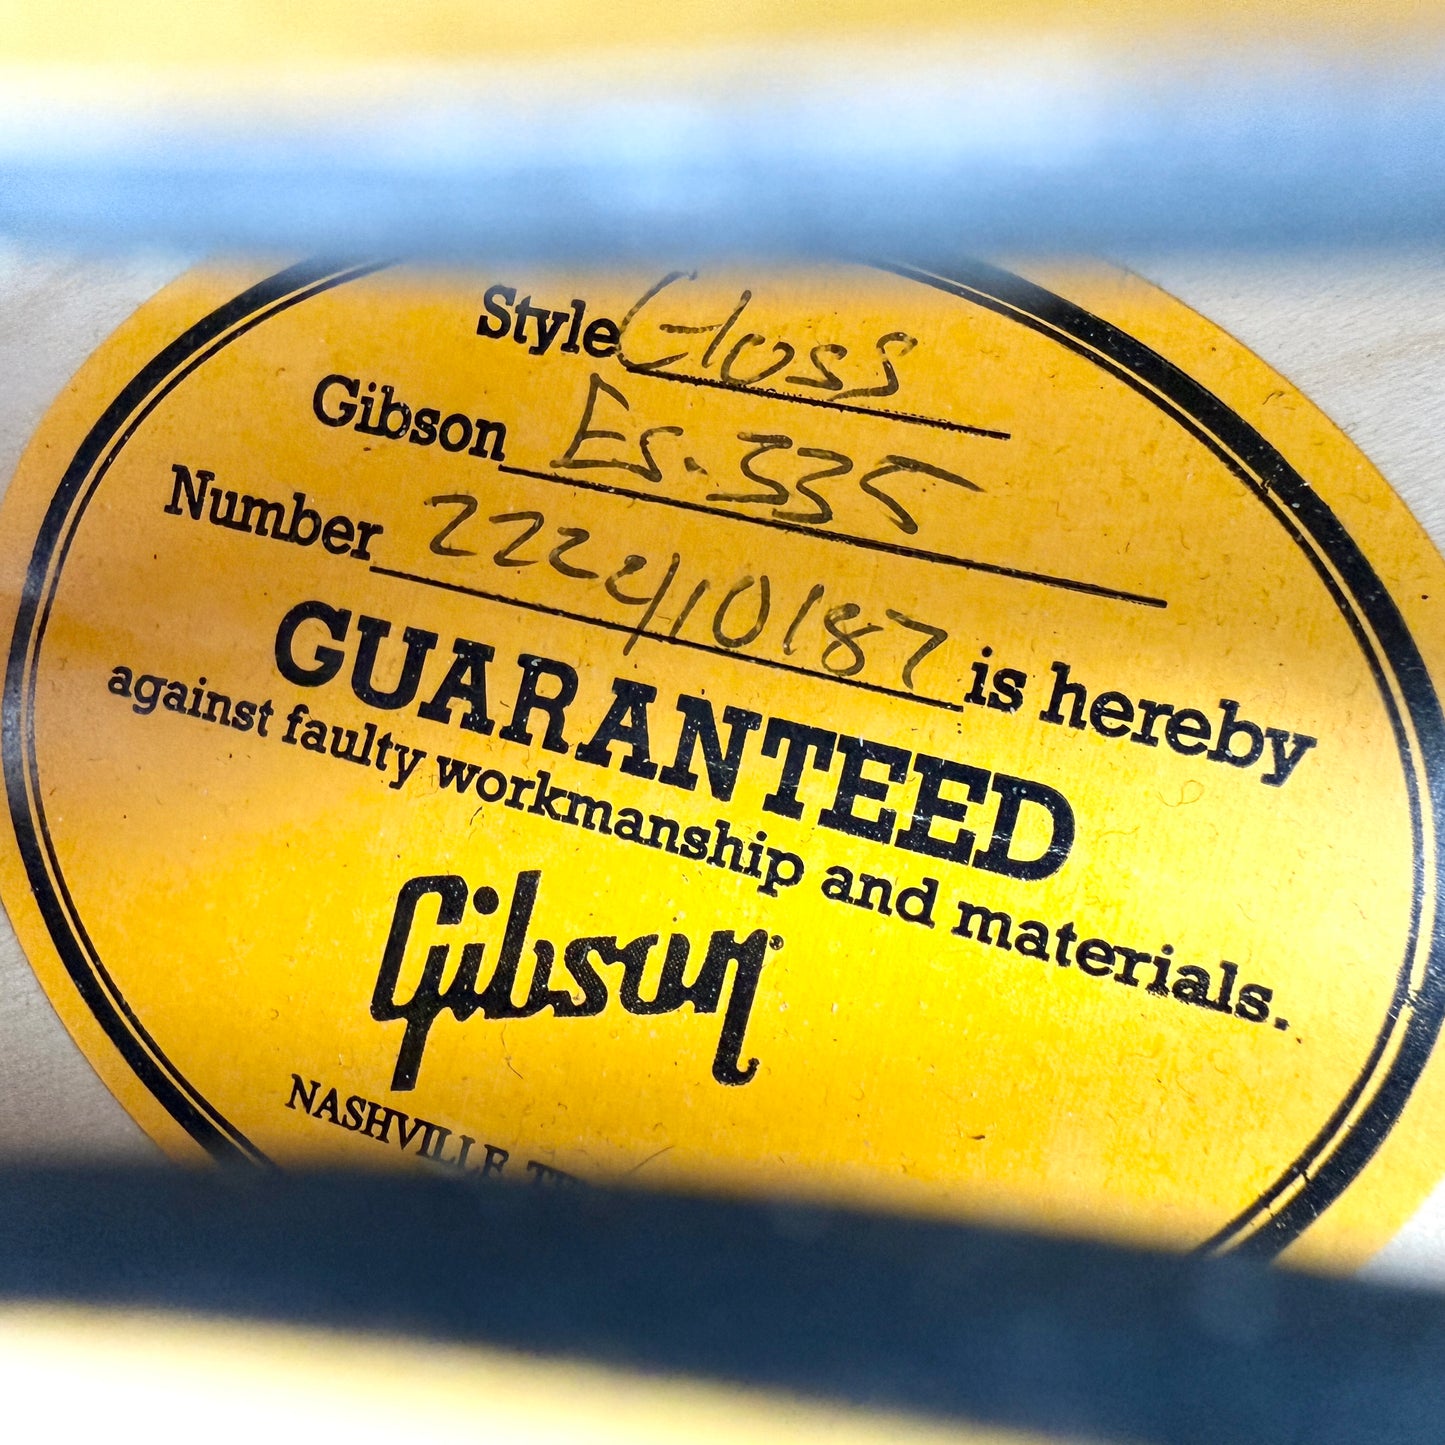 Style Gloss
Gibson ES-335
Number 222410187 is hereby
GUARANTEED
against faulty workmanship and materials.
Gibson
NASHVILLE,